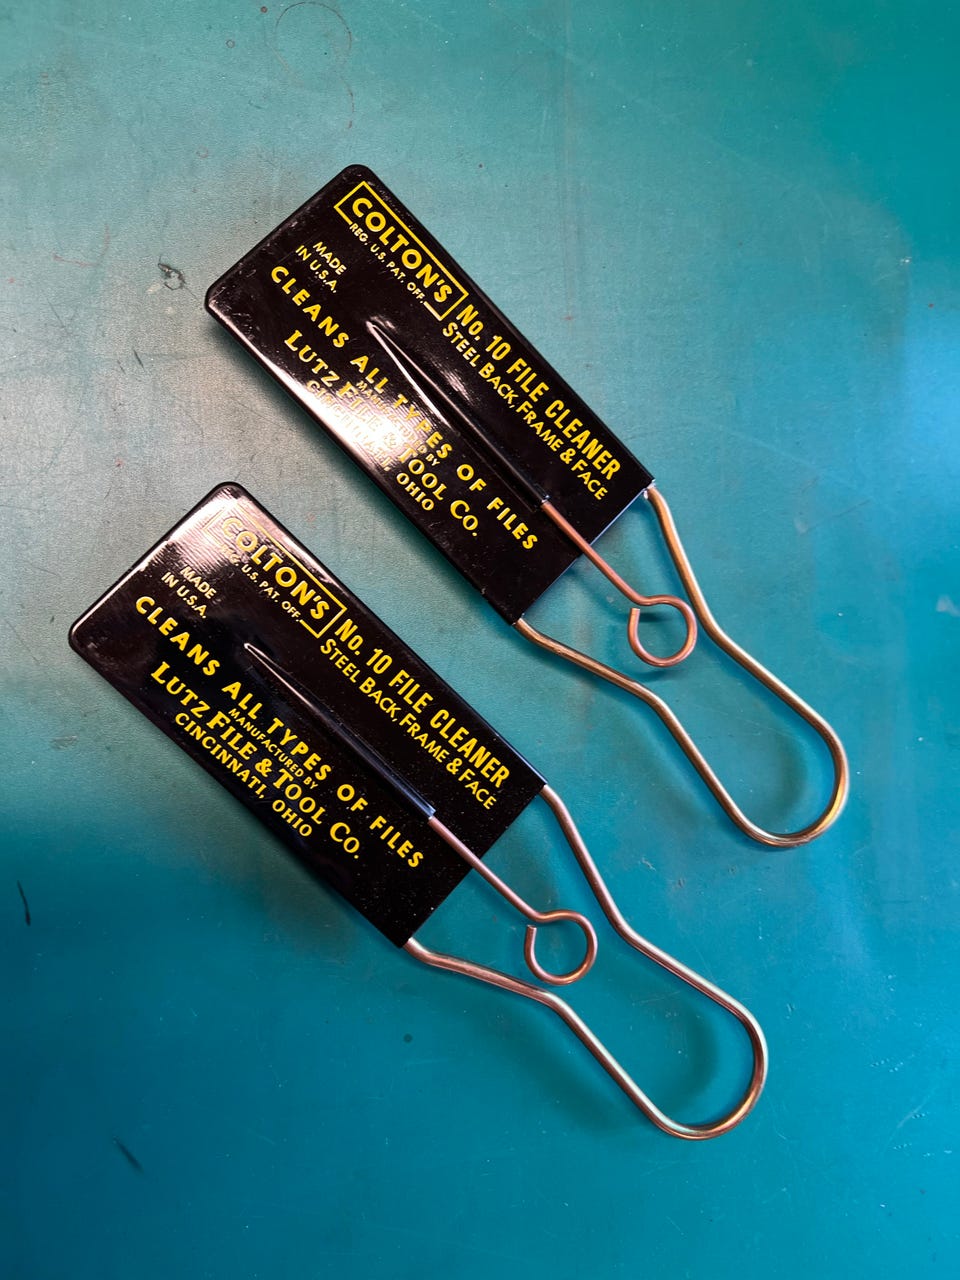 COLTON'S
REG. U.S. PAT. OFF.
No. 10 FILE CLEANER
STEEL BACK, FRAME & FACE
MADE
IN U.S.A.
CLEANS ALL TYPES OF FILES
MANUFACTURED BY
LUTZ FILE & TOOL CO.
CINCINNATI, OHIO
COLTON'S
REG. U.S. PAT. OFF.
No. 10 FILE CLEANER
STEEL BACK, FRAME & FACE
MADE
IN U.S.A.
CLEANS ALL TYPES OF FILES
MANUFACTURED BY
LUTZ FILE & TOOL CO.
CINCINNATI, OHIO